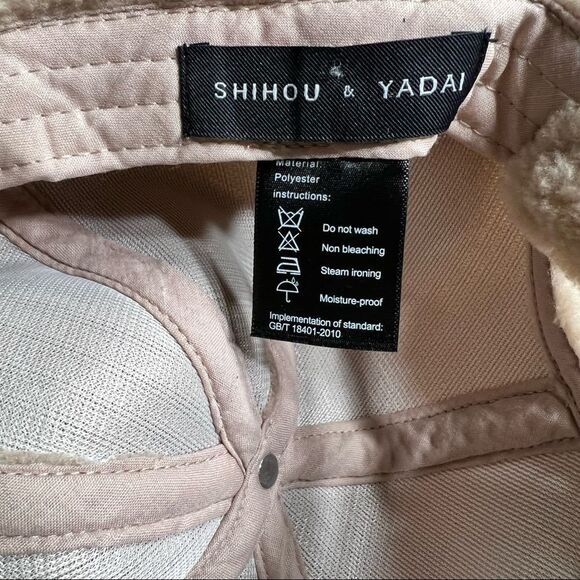 SHIHOU & YADAI
Material:
Polyester
instructions:
Do not wash
Non bleaching
Steam ironing
Moisture-proof
Implementation of standard:
GB/T 18401-2010